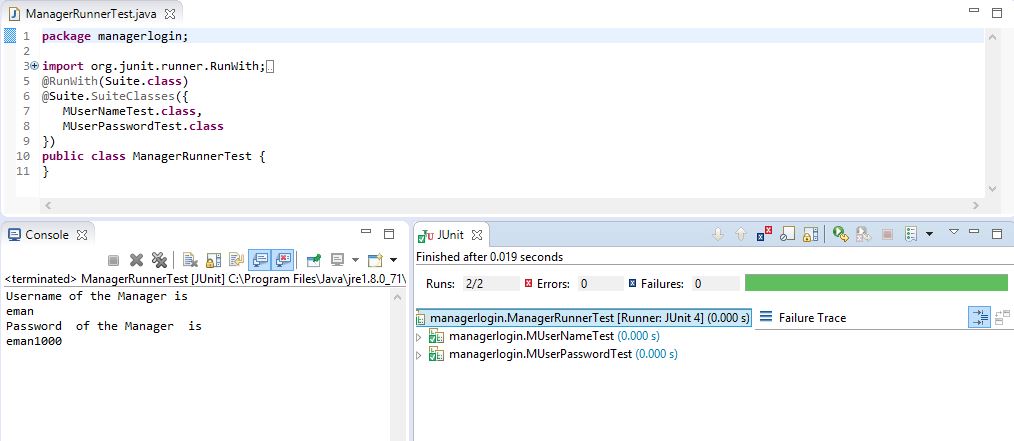 ManagerRunnerTest.java
1 package managerlogin;
2
3 import org.junit.runner.RunWith;
5 @RunWith(Suite.class)
6 @Suite.SuiteClasses({
7 MUserNameTest.class,
8 MUserPasswordTest.class
9 })
10 public class ManagerRunnerTest {
11 }
Console
<terminated> ManagerRunnerTest [JUnit] C:\Program Files\Java\jre1.8.0_71\
Username of the Manager is
eman
Password  of the Manager  is
eman1000
JUnit
Finished after 0.019 seconds
Runs: 2/2 Errors: 0 Failures: 0
managerlogin.ManagerRunnerTest [Runner: JUnit 4] (0.000 s)
managerlogin.MUserNameTest (0.000 s)
managerlogin.MUserPasswordTest (0.000 s)
Failure Trace